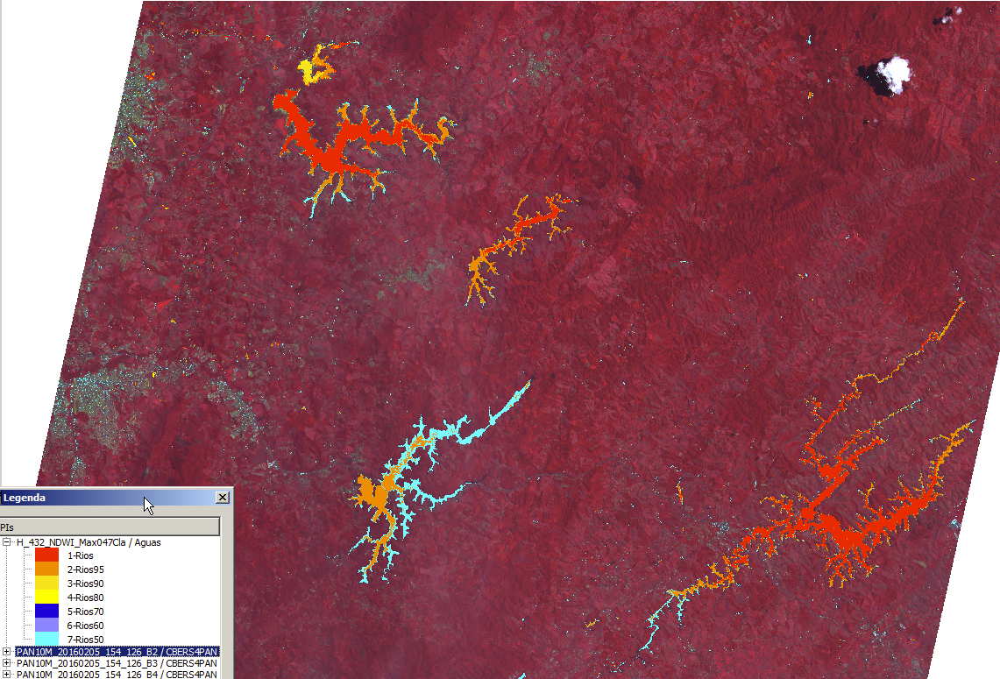 Legenda
PIs
H_432_NDWI_Max047Cla / Aguas
1-Rios
2-Rios95
3-Rios90
4-Rios80
5-Rios70
6-Rios60
7-Rios50
PAN10M_20160205_154_126_B2 / CBERS4PAN
PAN10M_20160205_154_126_B3 / CBERS4PAN
PAN10M_20160205_154_126_B4 / CBERS4PAN